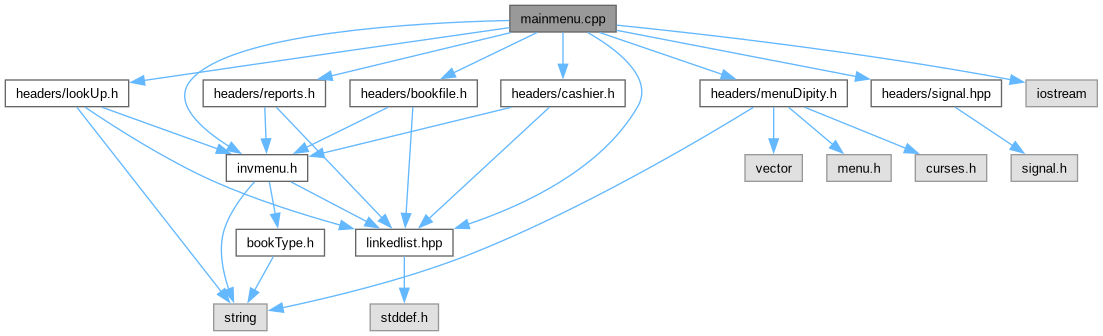 mainmenu.cpp
headers/lookUp.h
headers/reports.h
headers/bookfile.h
headers/cashier.h
headers/menuDipity.h
headers/signal.hpp
iostream
invmenu.h
vector
menu.h
curses.h
signal.h
bookType.h
linkedlist.hpp
string
stddef.h